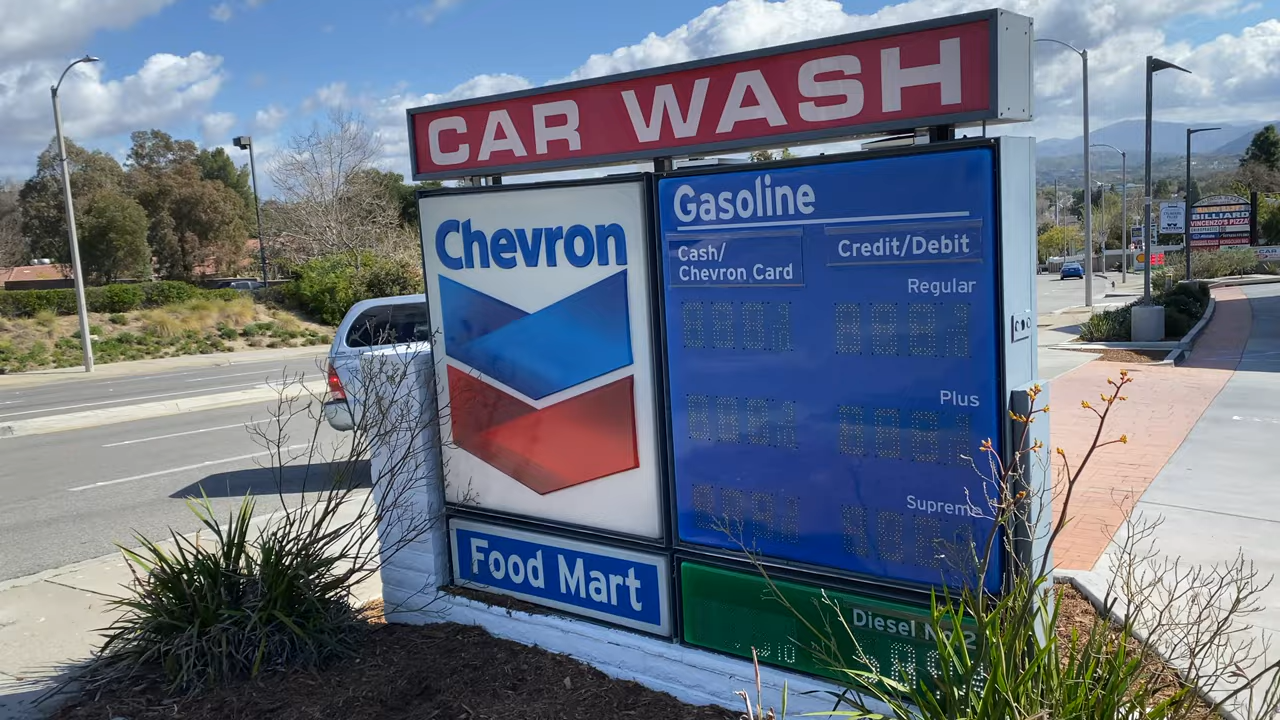 CAR WASH
Chevron
Gasoline
Cash/
Chevron Card
Credit/Debit
Regular
Plus
Supreme
Food Mart
Diesel No 2
BILLIARD
VINCENZO'S PIZZA